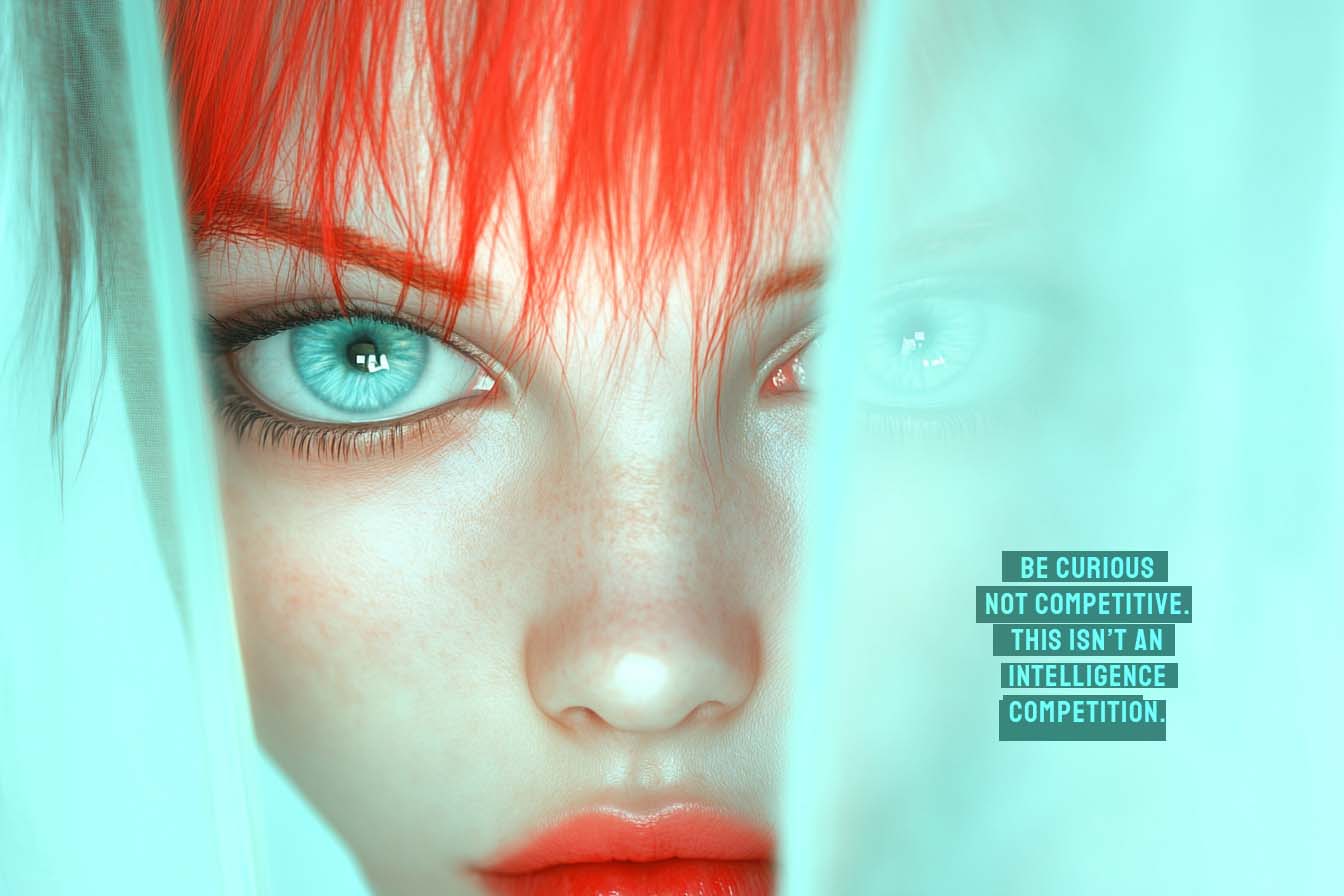 BE CURIOUS
NOT COMPETITIVE.
THIS ISN'T AN
INTELLIGENCE
COMPETITION.